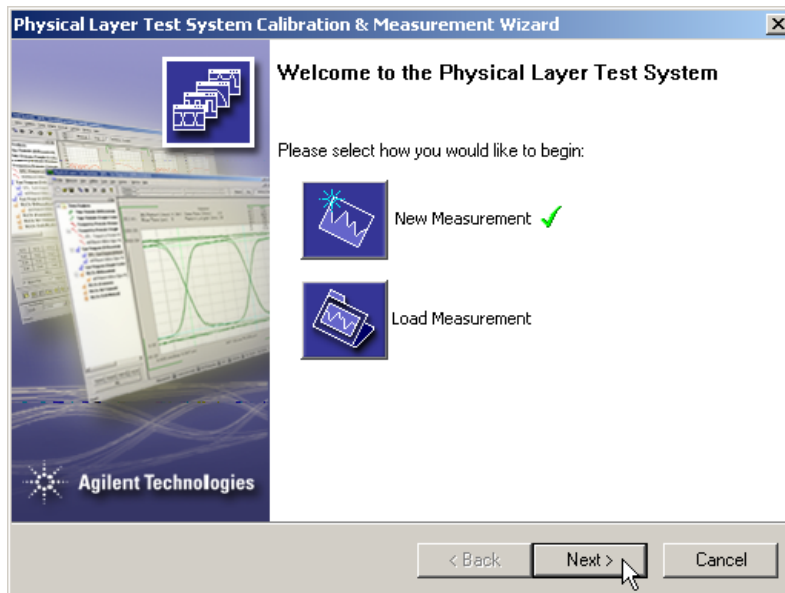 Physical Layer Test System Calibration & Measurement Wizard
Welcome to the Physical Layer Test System
Please select how you would like to begin:
New Measurement
Load Measurement
Agilent Technologies
< Back
Next >
Cancel